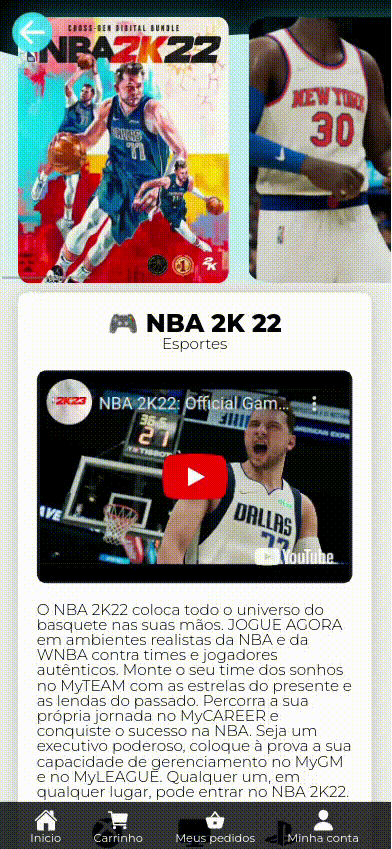 CROSS-GEN DIGITAL BUNDLE
NBA2K22
DALLAS
77
2K
NEW YORK
30
🎮 NBA 2K 22
Esportes
2K23
NBA 2K22: Official Gam...
DALLAS
YouTube
O NBA 2K22 coloca todo o universo do
basquete nas suas mãos. JOGUE AGORA
em ambientes realistas da NBA e da
WNBA contra times e jogadores
autênticos. Monte o seu time dos sonhos
no MyTEAM com as estrelas do presente e
as lendas do passado. Percorra a sua
própria jornada no MyCAREER e
conquiste o sucesso na NBA. Seja um
executivo poderoso, coloque à prova a sua
capacidade de gerenciamento no MyGM
e no MyLEAGUE. Qualquer um, em
qualquer lugar, pode entrar no NBA 2K22.
Inicio
Carrinho
Meus pedidos
Minha conta